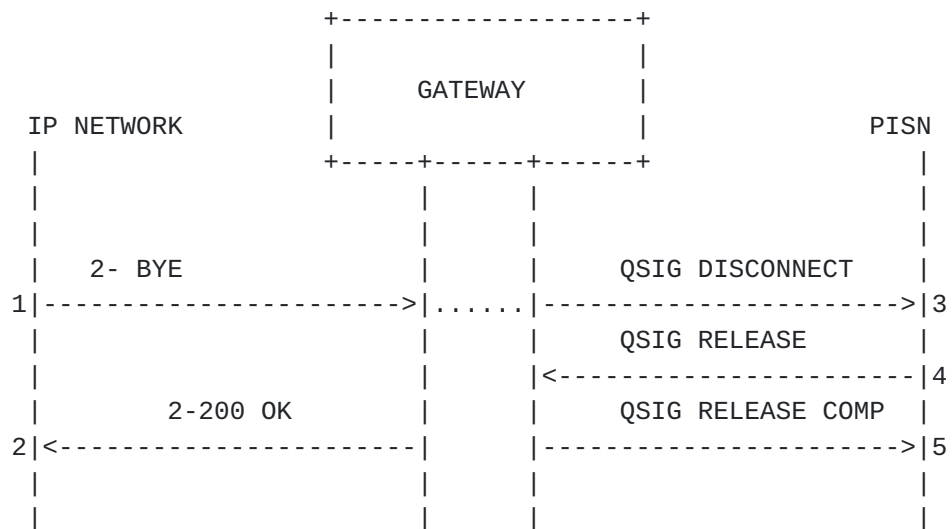 GATEWAY
IP NETWORK PISN
2- BYE QSIG DISCONNECT
1 3
QSIG RELEASE
4
2-200 OK QSIG RELEASE COMP
2 5